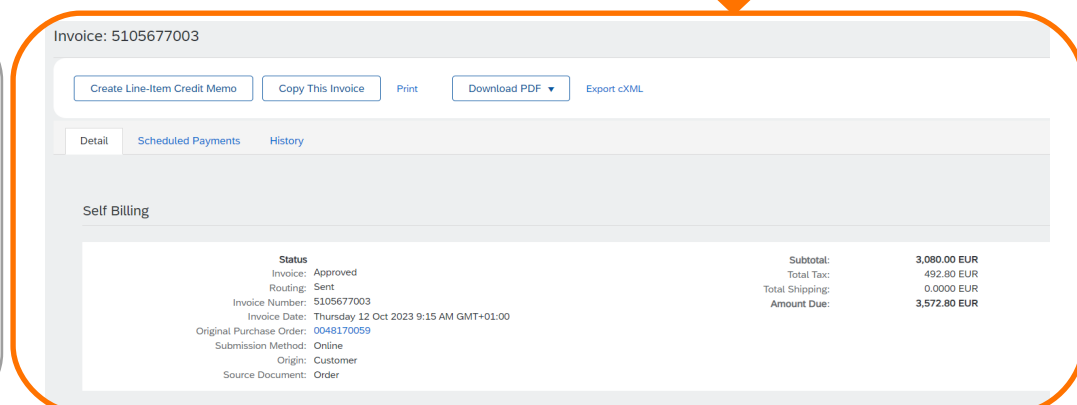 Invoice: 5105677003
Create Line-Item Credit Memo Copy This Invoice Print Download PDF ▼ Export cXML
Detail Scheduled Payments History
Self Billing
Status
Invoice: Approved
Routing: Sent
Invoice Number: 5105677003
Invoice Date: Thursday 12 Oct 2023 9:15 AM GMT+01:00
Original Purchase Order: 0048170059
Submission Method: Online
Origin: Customer
Source Document: Order
Subtotal: 3,080.00 EUR
Total Tax: 492.80 EUR
Total Shipping: 0.0000 EUR
Amount Due: 3,572.80 EUR